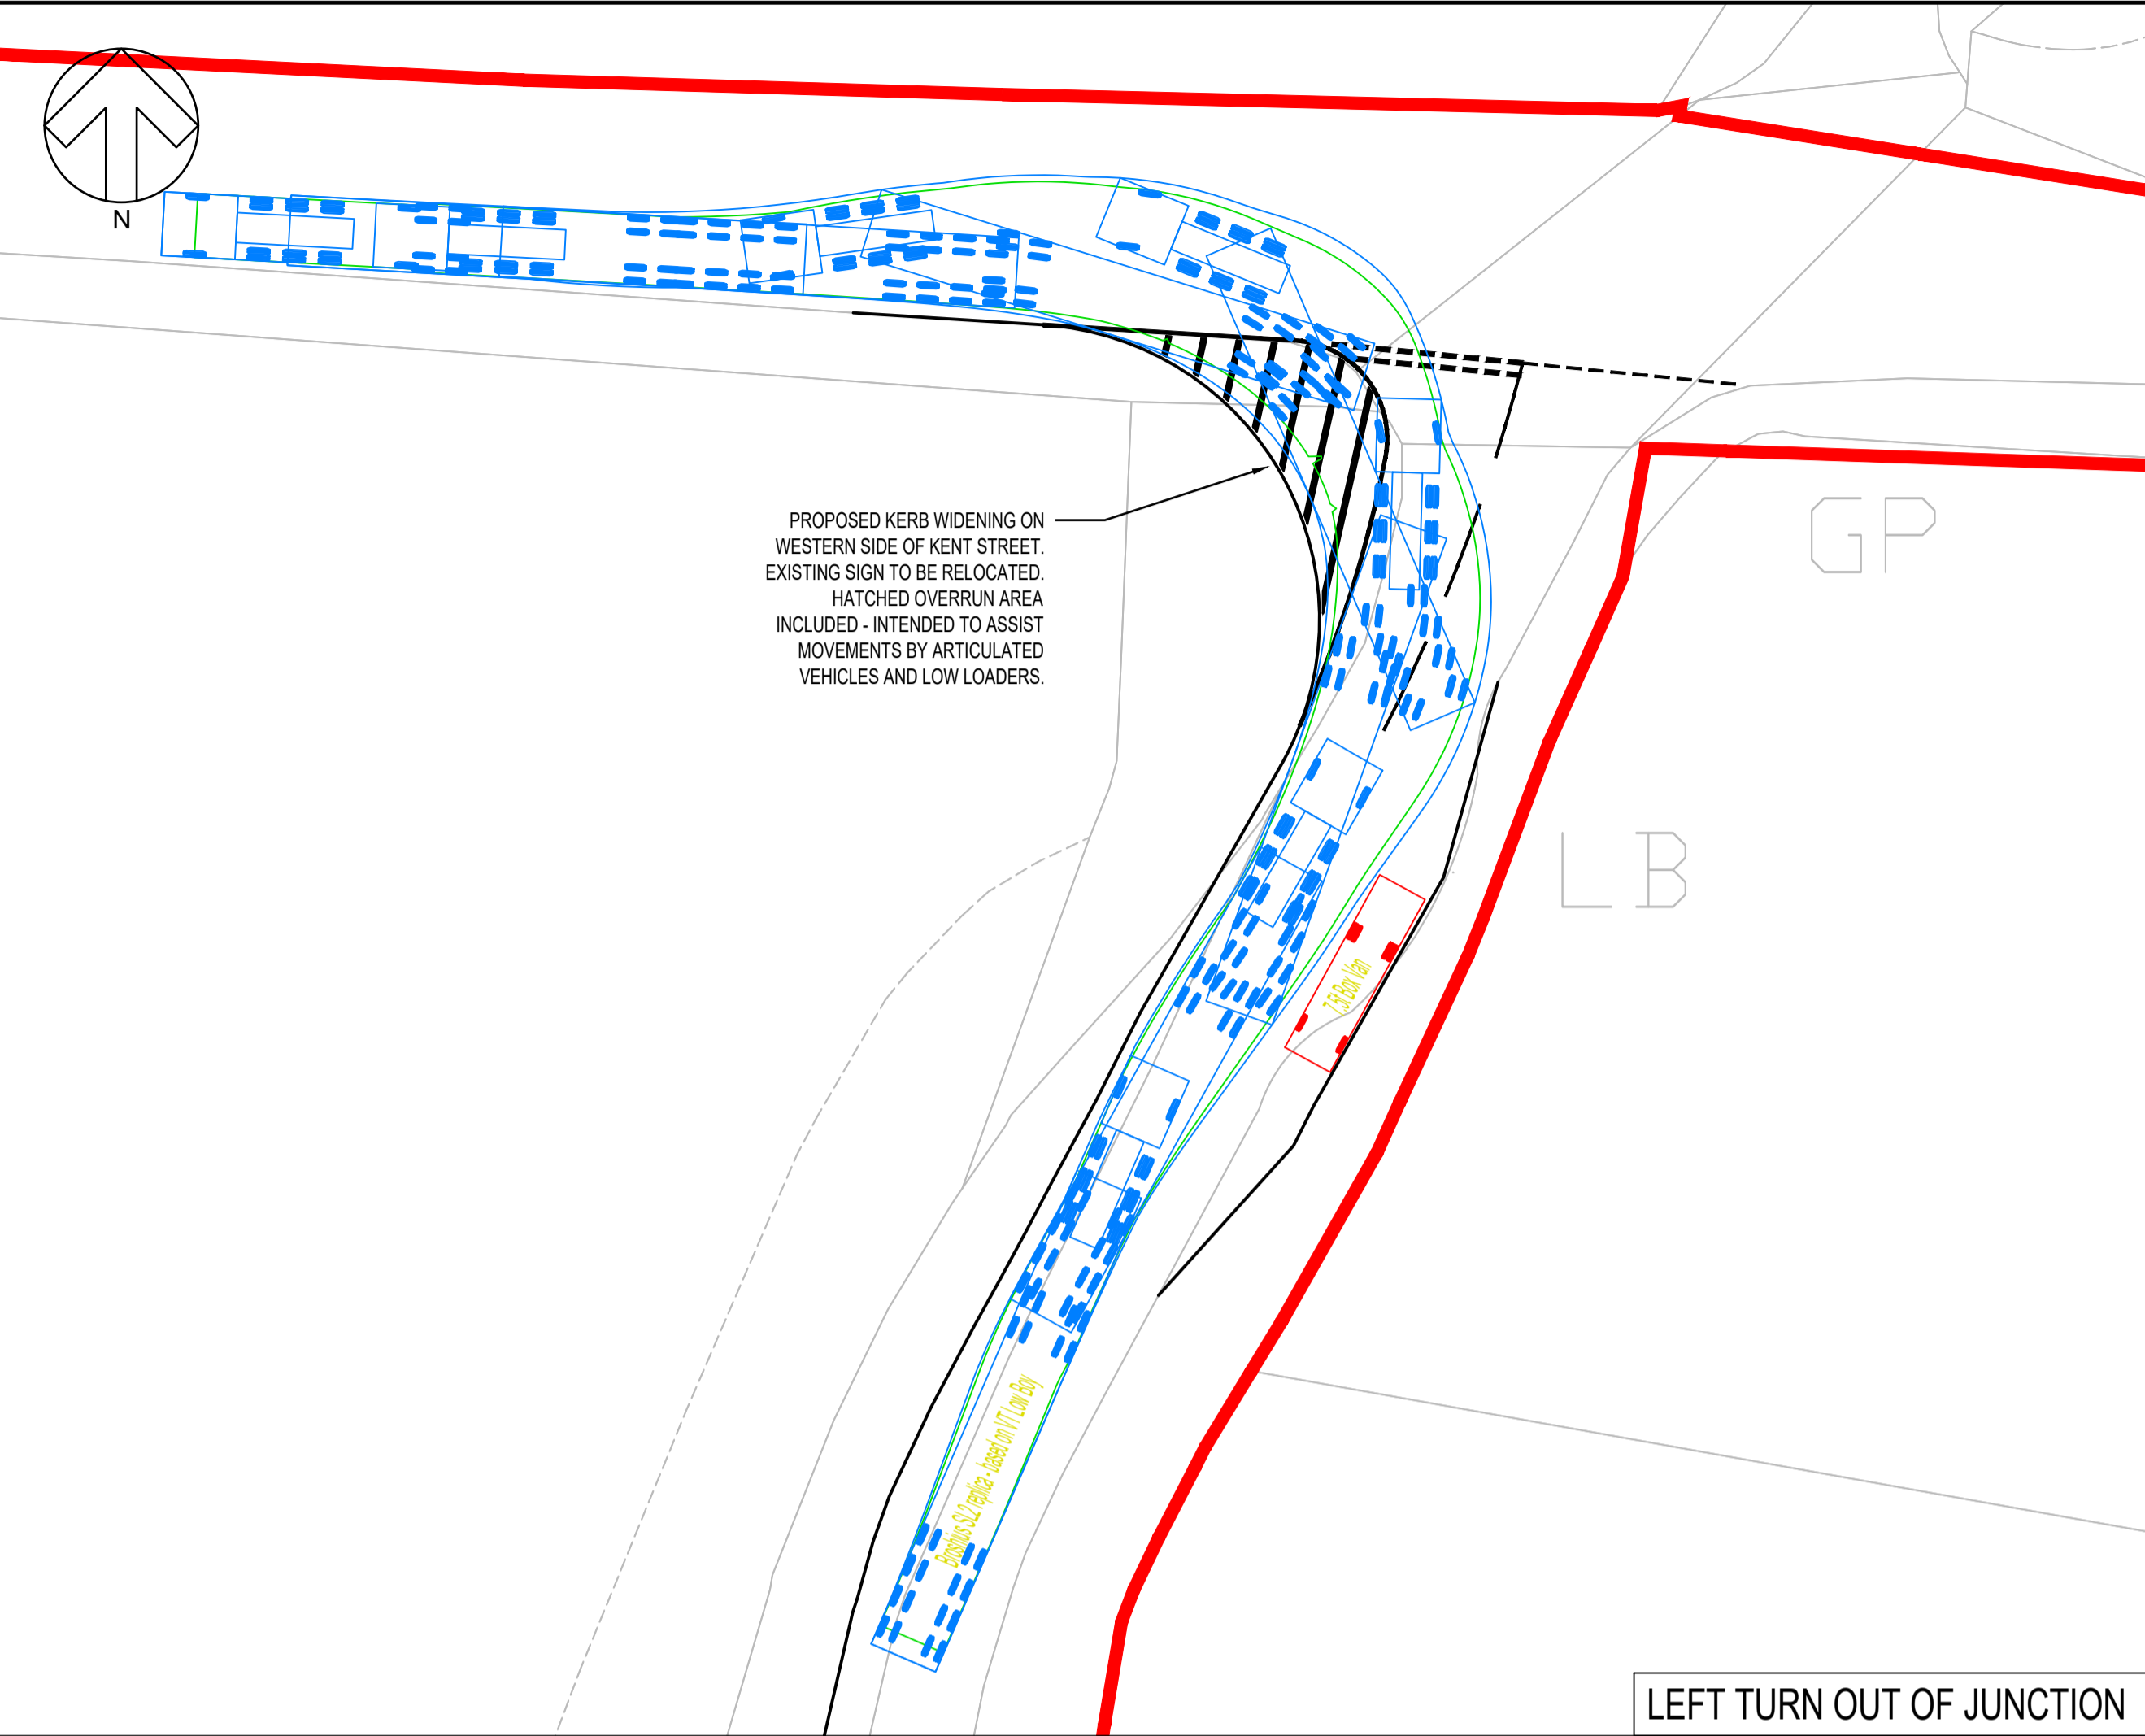 N
PROPOSED KERB WIDENING ON
WESTERN SIDE OF KENT STREET.
EXISTING SIGN TO BE RELOCATED.
HATCHED OVERRUN AREA
INCLUDED - INTENDED TO ASSIST
MOVEMENTS BY ARTICULATED
VEHICLES AND LOW LOADERS.
GP
LB
7.5t Box Van
replica - based on VT Low Boy
LEFT TURN OUT OF JUNCTION